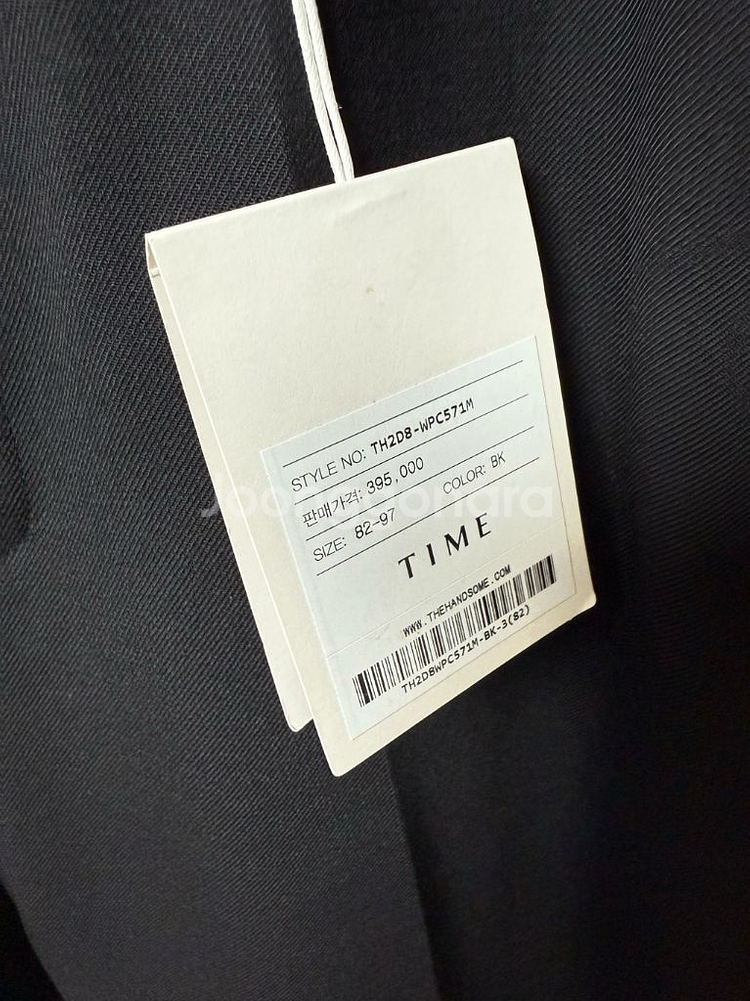 STYLE NO: TH2D8-WPC571M
판매가격: 395,000
SIZE: 82-97 COLOR: BK
Joonggonara
TIME
WWW.THEHANDSOME.COM
TH2D8WPC571M-BK-3(82)